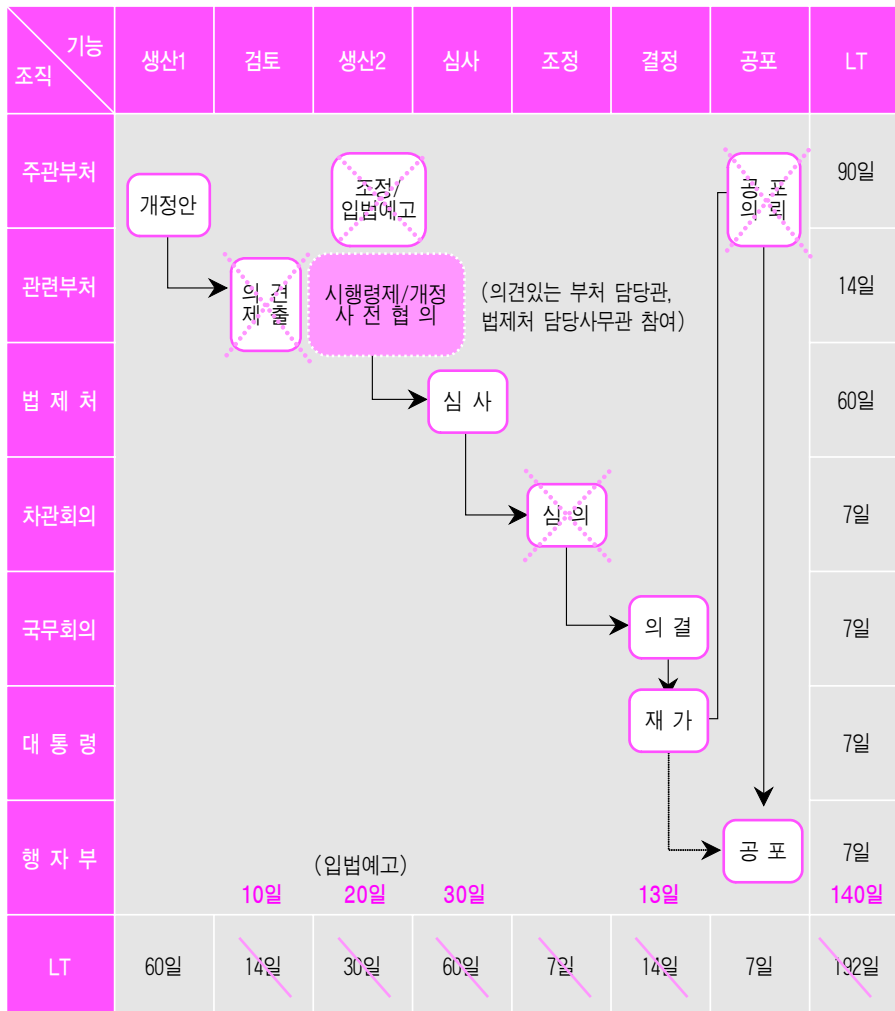 기능
조직
생산1 검토 생산2 심사 조정 결정 공포 LT
주관부처
개정안
조정/
입법예고
공 포
의 뢰
90일
관련부처
의 견
제 출
시행령제/개정
사 전 협 의
(의견있는 부처 담당관,
법제처 담당사무관 참여)
14일
법 제 처
심 사
60일
차관회의
심 의
7일
국무회의
의 결
7일
대 통 령
재 가
7일
행 자 부
공 포
7일
(입법예고)
10일 20일 30일 13일 140일
LT 60일 14일 30일 60일 7일 14일 7일 192일